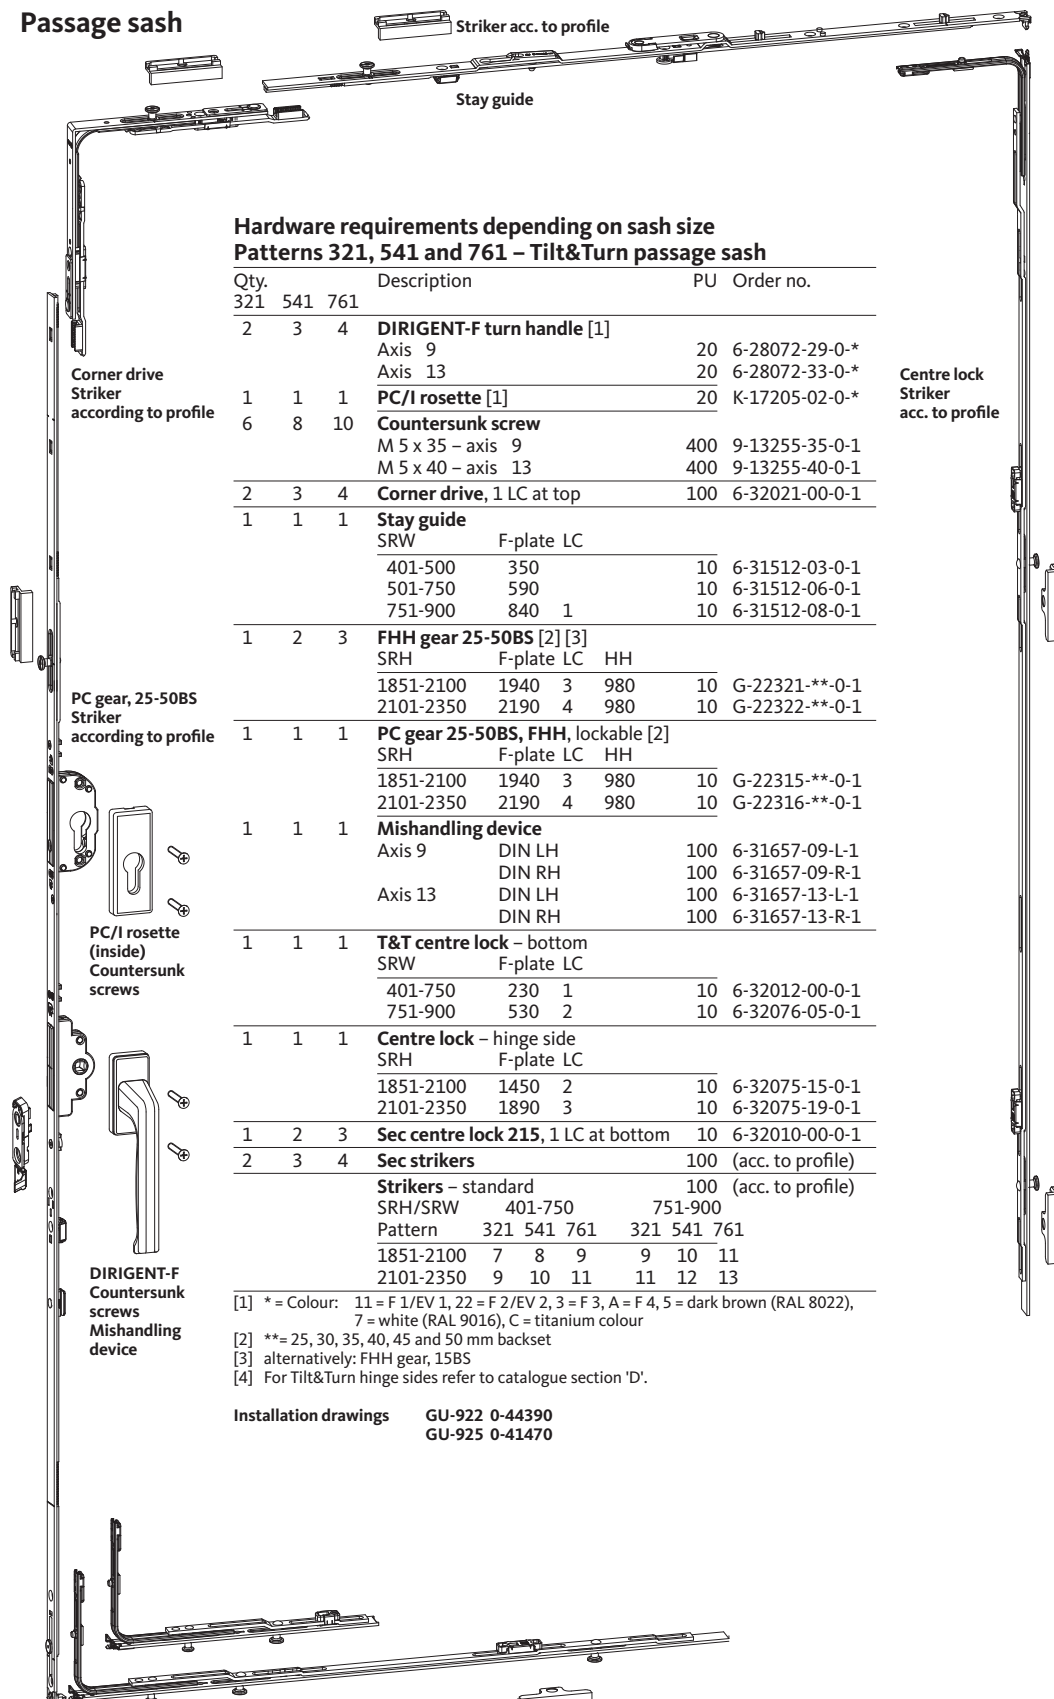 Passage sash
Striker acc. to profile
Stay guide
Hardware requirements depending on sash size
Patterns 321, 541 and 761 – Tilt&Turn passage sash
Qty. Description PU Order no.
321 541 761
2 3 4 DIRIGENT-F turn handle [1]
Axis 9 20 6-28072-29-0-*
Axis 13 20 6-28072-33-0-*
1 1 1 PC/I rosette [1] 20 K-17205-02-0-*
6 8 10 Countersunk screw
M 5 x 35 – axis 9 400 9-13255-35-0-1
M 5 x 40 – axis 13 400 9-13255-40-0-1
2 3 4 Corner drive, 1 LC at top 100 6-32021-00-0-1
1 1 1 Stay guide
SRW F-plate LC
401-500 350 10 6-31512-03-0-1
501-750 590 10 6-31512-06-0-1
751-900 840 1 10 6-31512-08-0-1
1 2 3 FHH gear 25-50BS [2] [3]
SRH F-plate LC HH
1851-2100 1940 3 980 10 G-22321-**-0-1
2101-2350 2190 4 980 10 G-22322-**-0-1
1 1 1 PC gear 25-50BS, FHH, lockable [2]
SRH F-plate LC HH
1851-2100 1940 3 980 10 G-22315-**-0-1
2101-2350 2190 4 980 10 G-22316-**-0-1
1 1 1 Mishandling device
Axis 9 DIN LH 100 6-31657-09-L-1
DIN RH 100 6-31657-09-R-1
Axis 13 DIN LH 100 6-31657-13-L-1
DIN RH 100 6-31657-13-R-1
1 1 1 T&T centre lock – bottom
SRW F-plate LC
401-750 230 1 10 6-32012-00-0-1
751-900 530 2 10 6-32076-05-0-1
1 1 1 Centre lock – hinge side
SRH F-plate LC
1851-2100 1450 2 10 6-32075-15-0-1
2101-2350 1890 3 10 6-32075-19-0-1
1 2 3 Sec centre lock 215, 1 LC at bottom 10 6-32010-00-0-1
2 3 4 Sec strikers 100 (acc. to profile)
Strikers – standard 100 (acc. to profile)
SRH/SRW 401-750 751-900
Pattern 321 541 761 321 541 761
1851-2100 7 8 9 9 10 11
2101-2350 9 10 11 11 12 13
[1] * = Colour: 11 = F 1/EV 1, 22 = F 2/EV 2, 3 = F 3, A = F 4, 5 = dark brown (RAL 8022),
7 = white (RAL 9016), C = titanium colour
[2] **= 25, 30, 35, 40, 45 and 50 mm backset
[3] alternatively: FHH gear, 15BS
[4] For Tilt&Turn hinge sides refer to catalogue section 'D'.
Installation drawings GU-922 0-44390
GU-925 0-41470
Corner drive
Striker
according to profile
PC gear, 25-50BS
Striker
according to profile
PC/I rosette
(inside)
Countersunk
screws
DIRIGENT-F
Countersunk
screws
Mishandling
device
Centre lock
Striker
acc. to profile